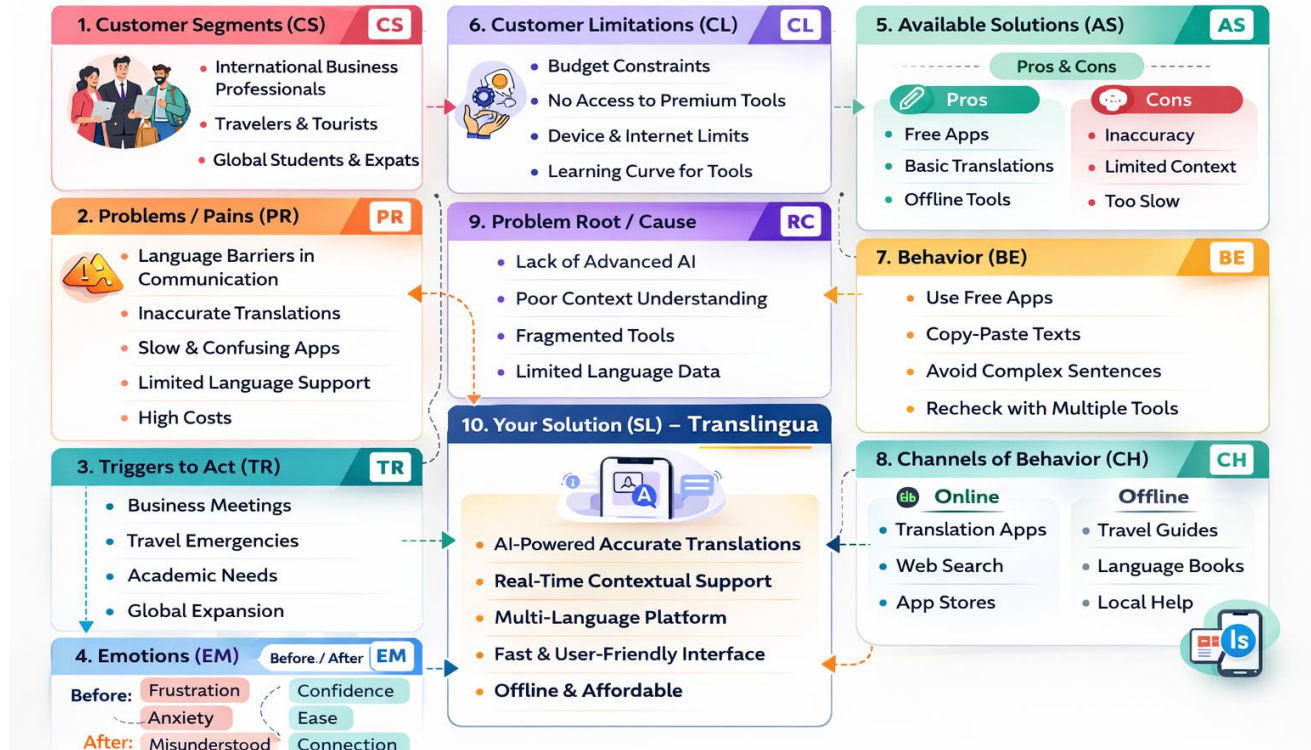 1. Customer Segments (CS) CS
International Business
Professionals
Travelers & Tourists
Global Students & Expats
2. Problems / Pains (PR) PR
Language Barriers in
Communication
Inaccurate Translations
Slow & Confusing Apps
Limited Language Support
High Costs
3. Triggers to Act (TR) TR
Business Meetings
Travel Emergencies
Academic Needs
Global Expansion
4. Emotions (EM) Before./ After EM
Before: Frustration Confidence
Anxiety Ease
After: Misunderstood Connection
6. Customer Limitations (CL) CL
Budget Constraints
No Access to Premium Tools
Device & Internet Limits
Learning Curve for Tools
9. Problem Root / Cause RC
Lack of Advanced AI
Poor Context Understanding
Fragmented Tools
Limited Language Data
10. Your Solution (SL) – Translingua
A
AI-Powered Accurate Translations
Real-Time Contextual Support
Multi-Language Platform
Fast & User-Friendly Interface
Offline & Affordable
5. Available Solutions (AS) AS
Pros & Cons
Pros
Free Apps
Basic Translations
Offline Tools
Cons
Inaccuracy
Limited Context
Too Slow
7. Behavior (BE) BE
Use Free Apps
Copy-Paste Texts
Avoid Complex Sentences
Recheck with Multiple Tools
8. Channels of Behavior (CH) CH
Online
Translation Apps
Web Search
App Stores
Offline
Travel Guides
Language Books
Local Help
ls